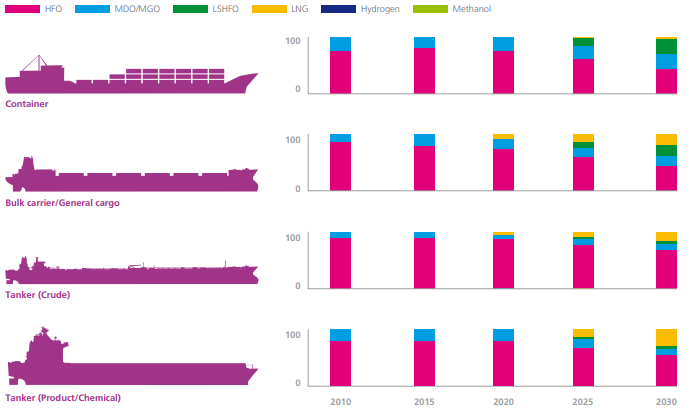 HFO MDO/MGO LSHFO LNG Hydrogen Methanol
100
0
Container
100
0
Bulk carrier/General cargo
100
0
Tanker (Crude)
100
0
Tanker (Product/Chemical)
2010 2015 2020 2025 2030